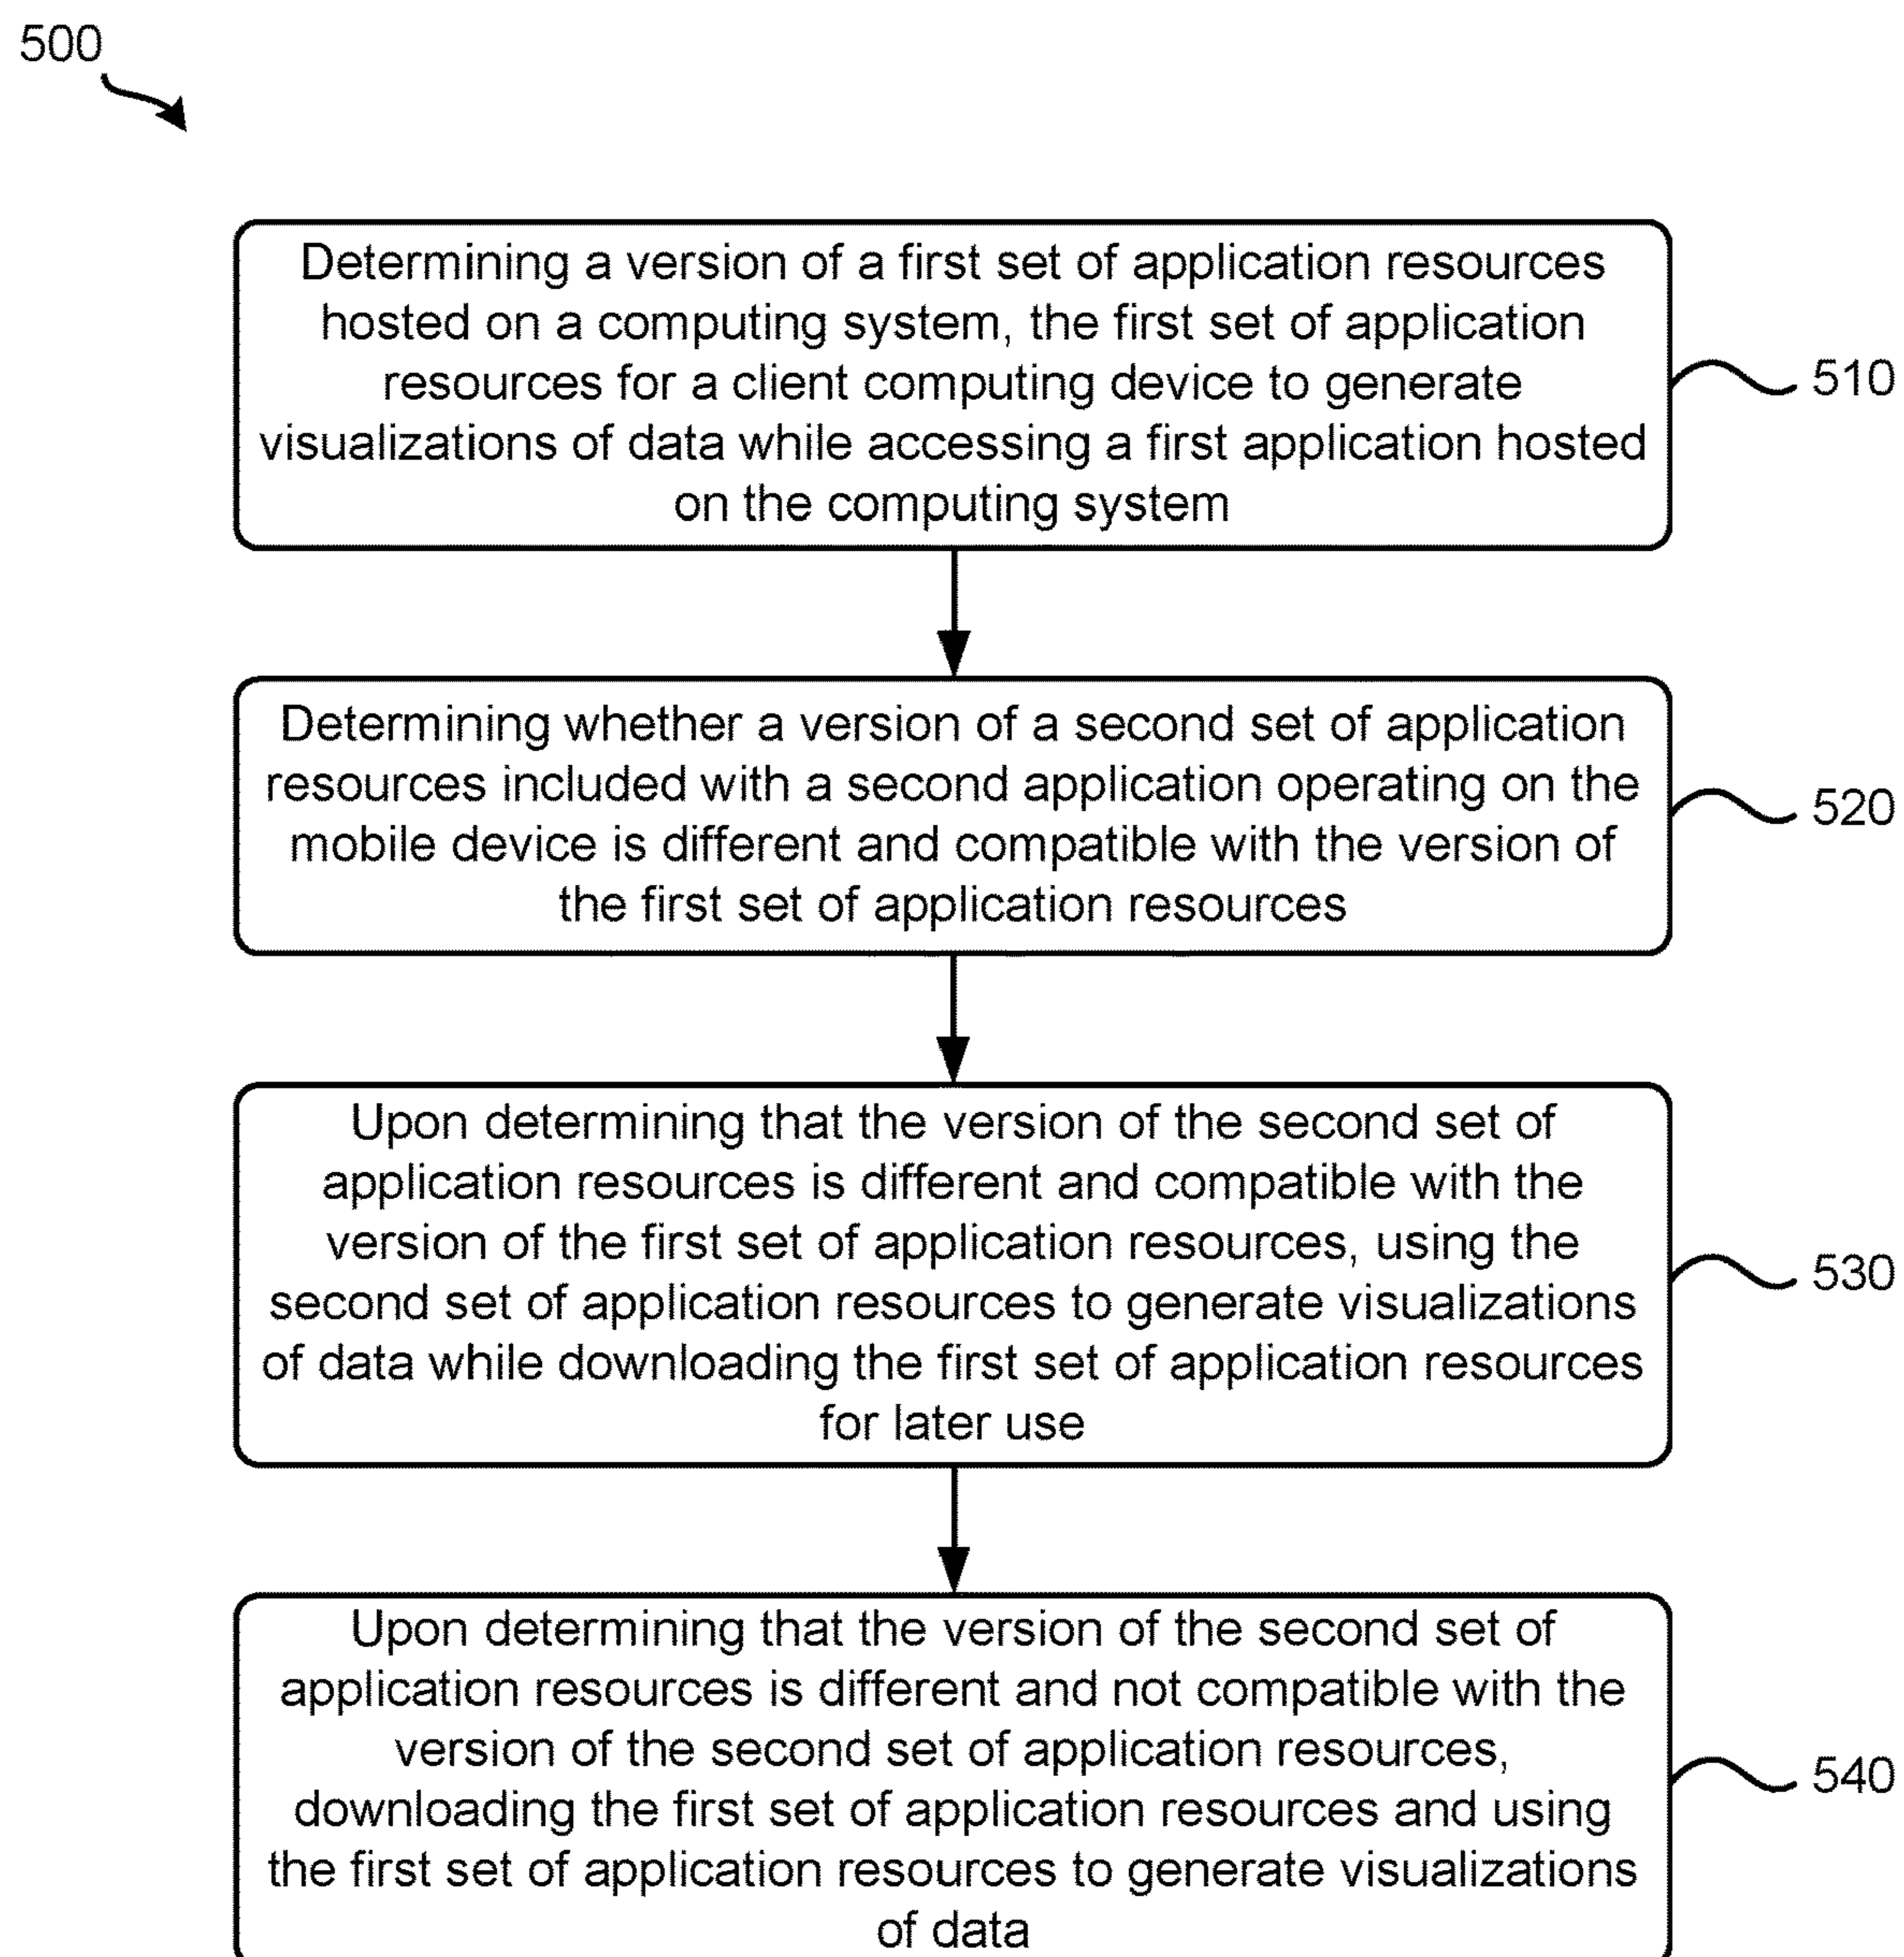 500
Determining a version of a first set of application resources
hosted on a computing system, the first set of application
resources for a client computing device to generate
visualizations of data while accessing a first application hosted
on the computing system
510
Determining whether a version of a second set of application
resources included with a second application operating on the
mobile device is different and compatible with the version of
the first set of application resources
520
Upon determining that the version of the second set of
application resources is different and compatible with the
version of the first set of application resources, using the
second set of application resources to generate visualizations
of data while downloading the first set of application resources
for later use
530
Upon determining that the version of the second set of
application resources is different and not compatible with the
version of the second set of application resources,
downloading the first set of application resources and using
the first set of application resources to generate visualizations
of data
540